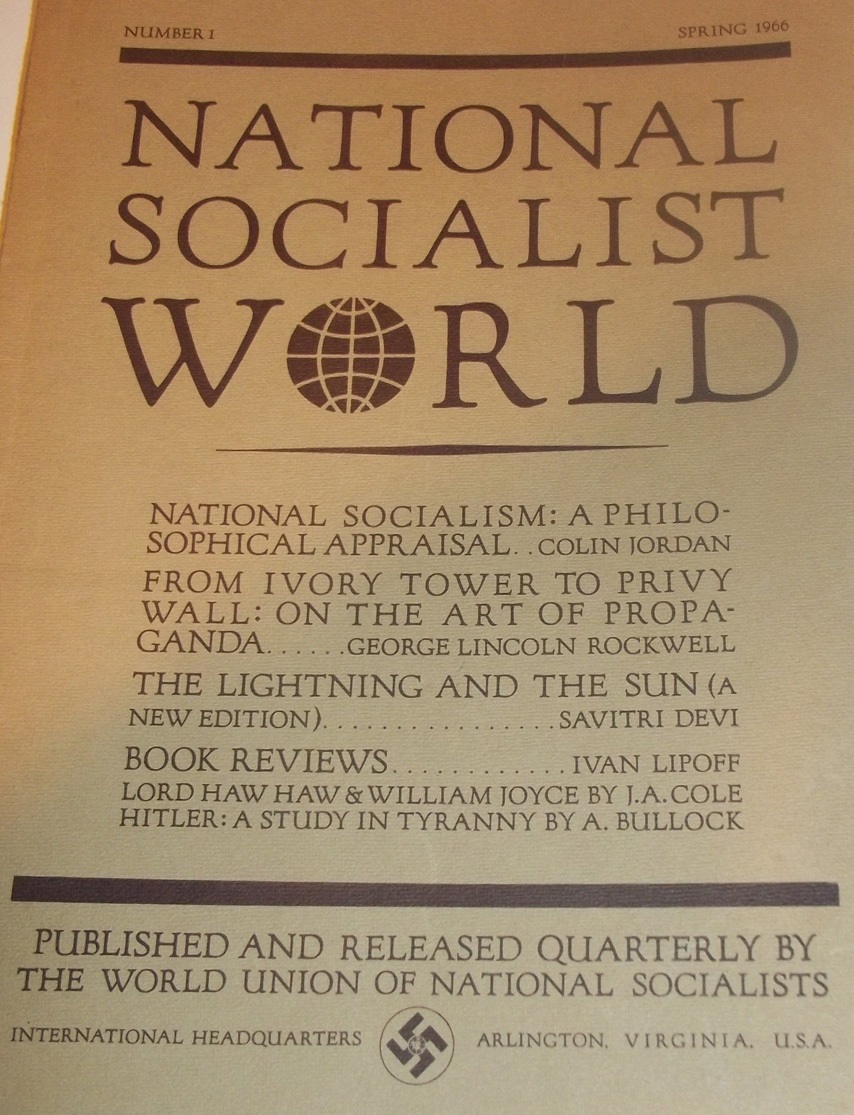 NUMBER 1 SPRING 1966
NATIONAL
SOCIALIST
WORLD
NATIONAL SOCIALISM: A PHILO-
SOPHICAL APPRAISAL. . COLIN JORDAN
FROM IVORY TOWER TO PRIVY
WALL: ON THE ART OF PROPA-
GANDA. . . . . .GEORGE LINCOLN ROCKWELL
THE LIGHTNING AND THE SUN (A
NEW EDITION). . . . . . . . . . . . . . SAVITRI DEVI
BOOK REVIEWS. . . . . . . . . . . . IVAN LIPOFF
LORD HAW HAW & WILLIAM JOYCE BY J.A. COLE
HITLER: A STUDY IN TYRANNY BY A. BULLOCK
PUBLISHED AND RELEASED QUARTERLY BY
THE WORLD UNION OF NATIONAL SOCIALISTS
INTERNATIONAL HEADQUARTERS ARLINGTON, VIRGINIA, U.S.A.